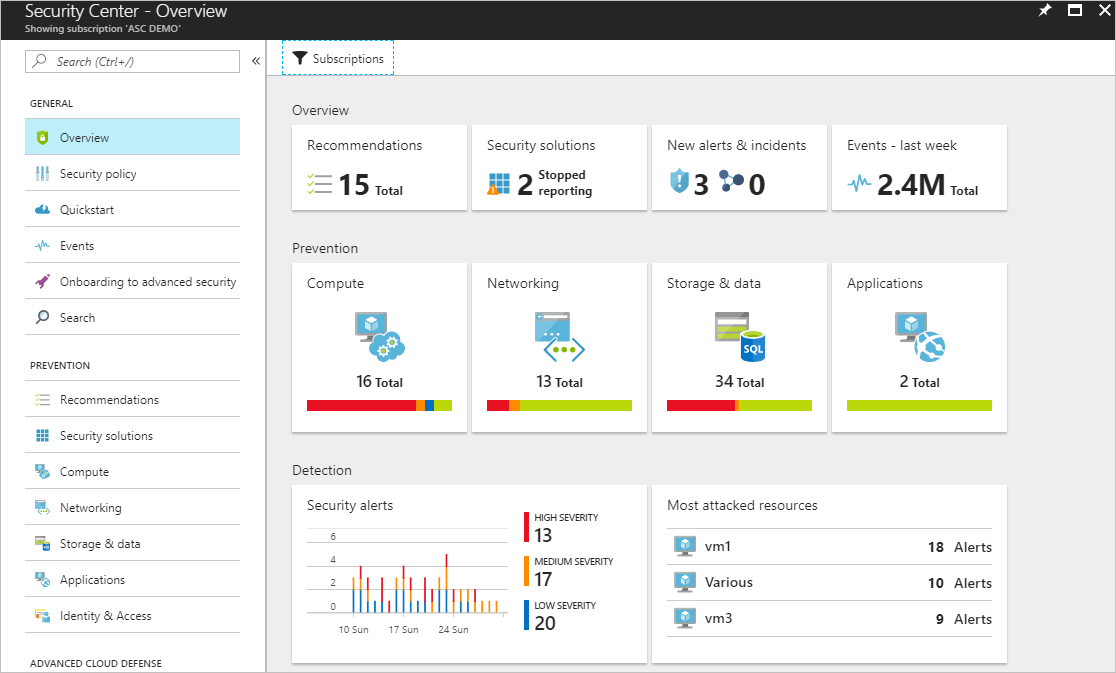 Security Center - Overview
Showing subscription 'ASC DEMO'
Search (Ctrl+/)
«
GENERAL
Overview
Security policy
Quickstart
Events
Onboarding to advanced security
Search
PREVENTION
Recommendations
Security solutions
Compute
Networking
Storage & data
Applications
Identity & Access
ADVANCED CLOUD DEFENSE
Subscriptions
Overview
Recommendations
15 Total
Security solutions
2 Stopped reporting
New alerts & incidents
3 0
Events - last week
2.4M Total
Prevention
Compute
16 Total
Networking
13 Total
Storage & data
SQL
34 Total
Applications
2 Total
Detection
Security alerts
6
4
2
0
10 Sun 17 Sun 24 Sun
HIGH SEVERITY
13
MEDIUM SEVERITY
17
LOW SEVERITY
20
Most attacked resources
vm1 18 Alerts
Various 10 Alerts
vm3 9 Alerts